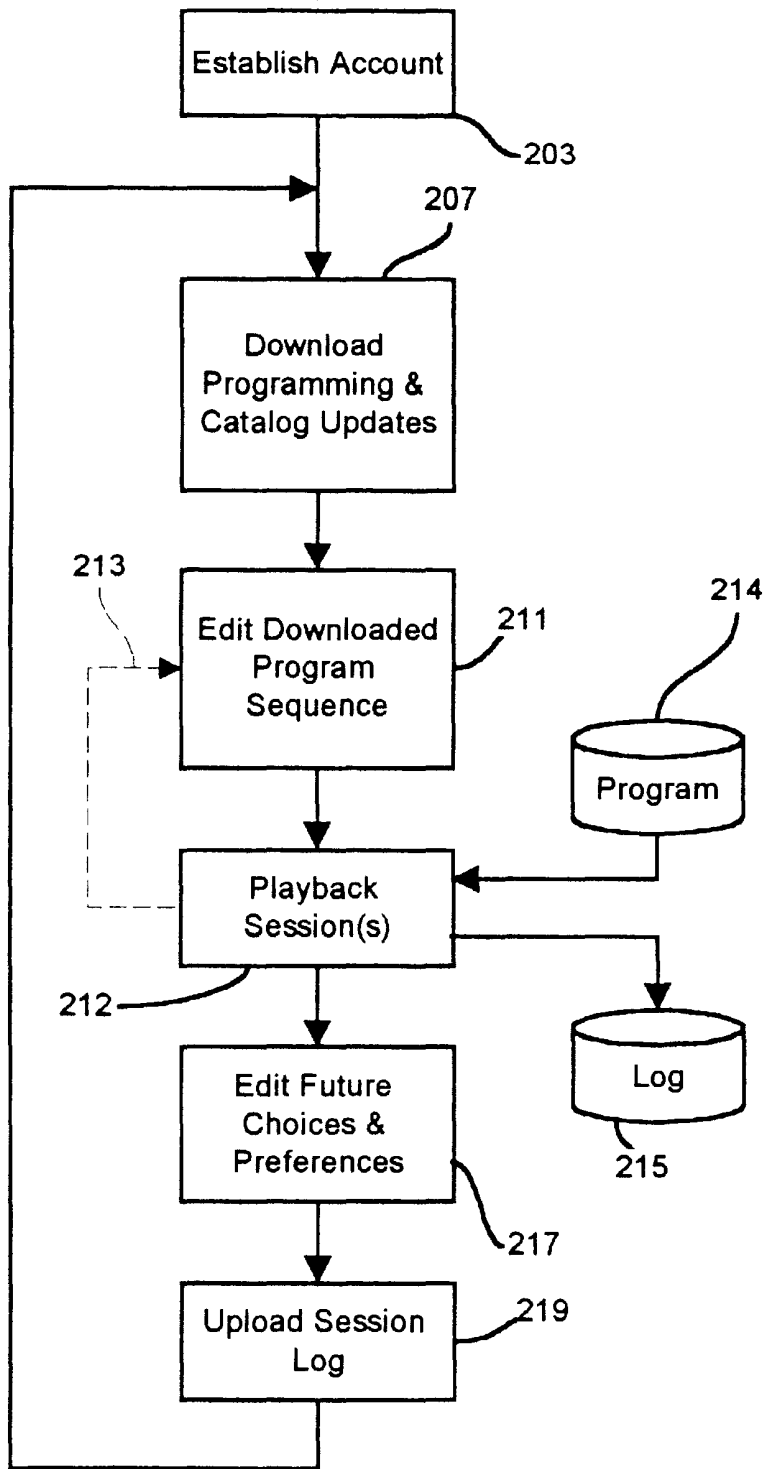 Establish Account
203
207
Download
Programming &
Catalog Updates
213
Edit Downloaded
Program
Sequence
211
214
Program
Playback
Session(s)
212
Log
215
Edit Future
Choices &
Preferences
217
Upload Session
Log
219